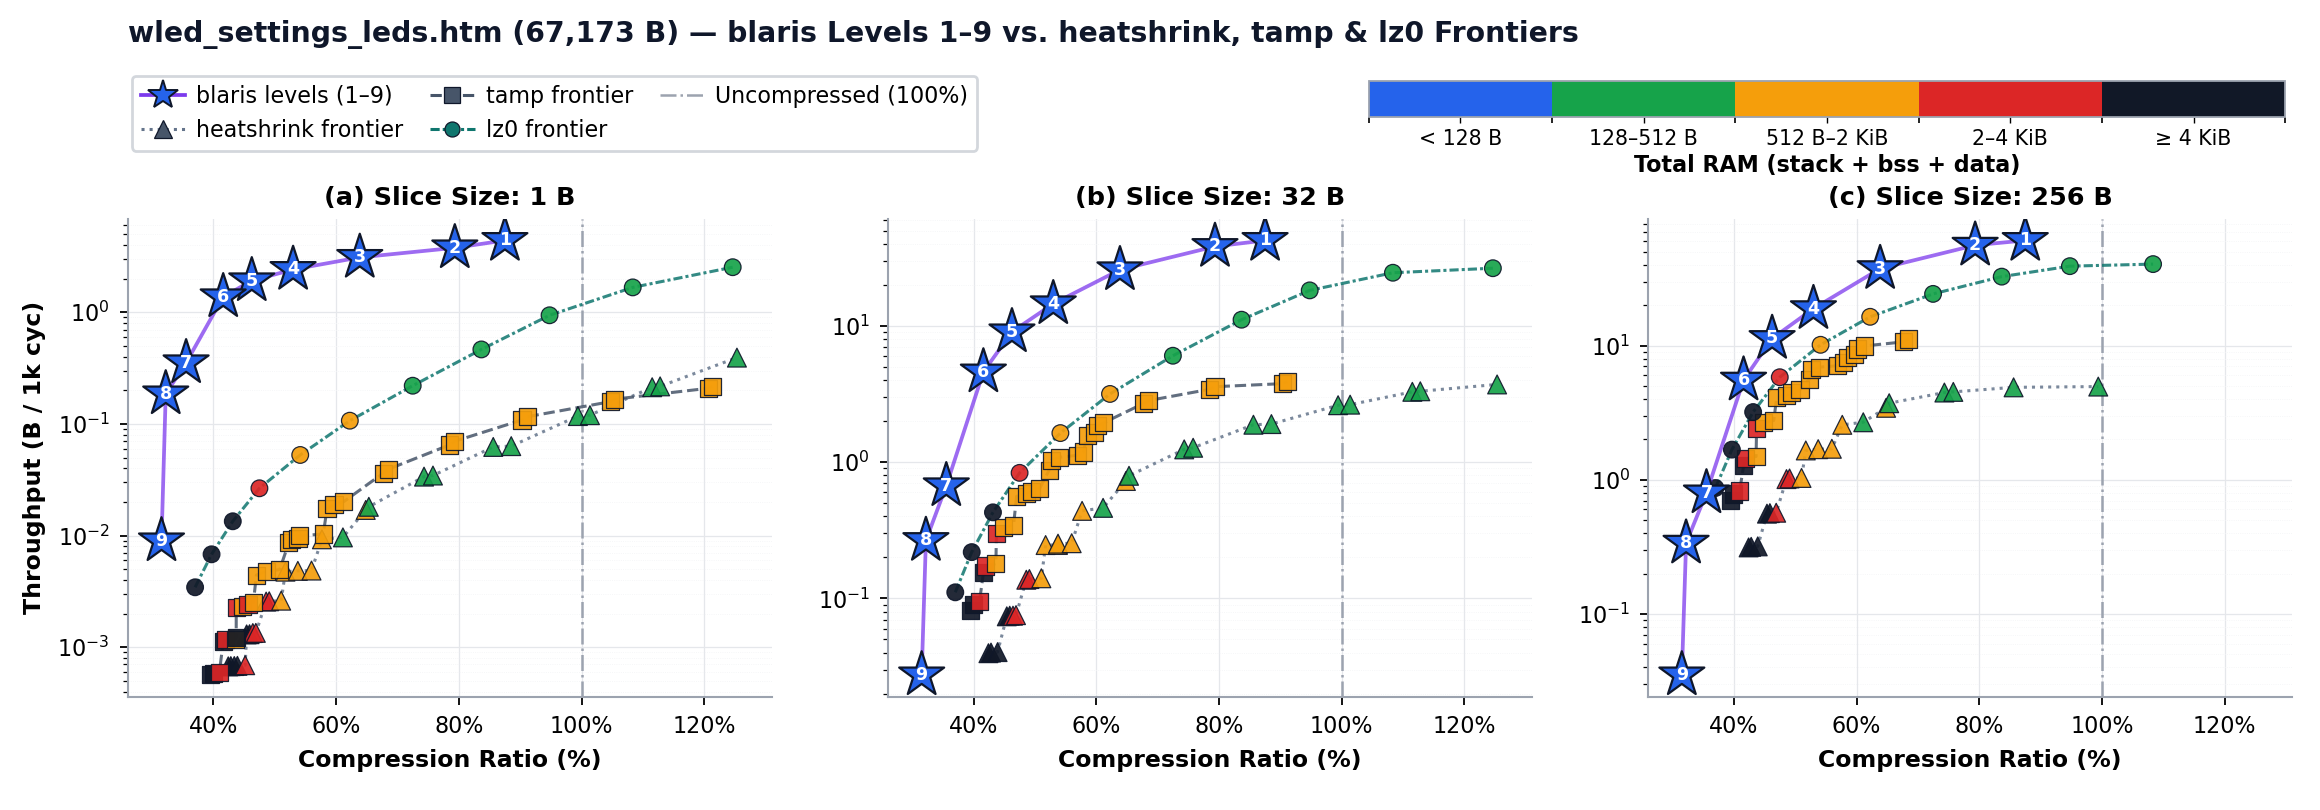 wled_settings_leds.htm (67,173 B) — blaris Levels 1–9 vs. heatshrink, tamp & lz0 Frontiers
blaris levels (1–9)
heatshrink frontier
tamp frontier
lz0 frontier
Uncompressed (100%)
< 128 B
128–512 B
512 B–2 KiB
2–4 KiB
≥ 4 KiB
Total RAM (stack + bss + data)
(a) Slice Size: 1 B
Throughput (B / 1k cyc)
10⁰
10⁻¹
10⁻²
10⁻³
1
2
3
4
5
6
7
8
9
40%
60%
80%
100%
120%
Compression Ratio (%)
(b) Slice Size: 32 B
10¹
10⁰
10⁻¹
1
2
3
4
5
6
7
8
9
40%
60%
80%
100%
120%
Compression Ratio (%)
(c) Slice Size: 256 B
10¹
10⁰
10⁻¹
1
2
3
4
5
6
7
8
9
40%
60%
80%
100%
120%
Compression Ratio (%)